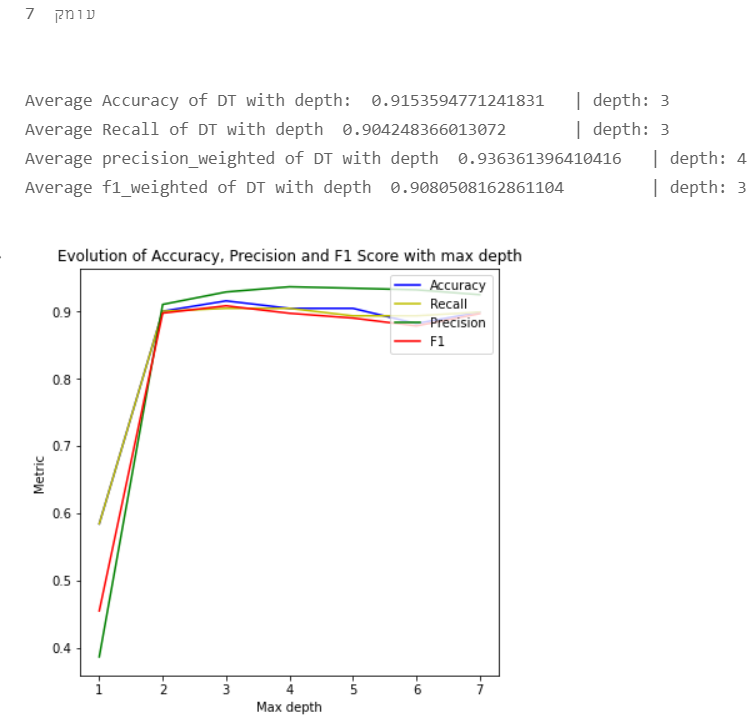 עומק 7
Average Accuracy of DT with depth: 0.9153594771241831 | depth: 3
Average Recall of DT with depth 0.904248366013072 | depth: 3
Average precision_weighted of DT with depth 0.936361396410416 | depth: 4
Average f1_weighted of DT with depth 0.9080508162861104 | depth: 3
Evolution of Accuracy, Precision and F1 Score with max depth
Accuracy
Recall
Precision
F1
Metric
0.9
0.8
0.7
0.6
0.5
0.4
1 2 3 4 5 6 7
Max depth